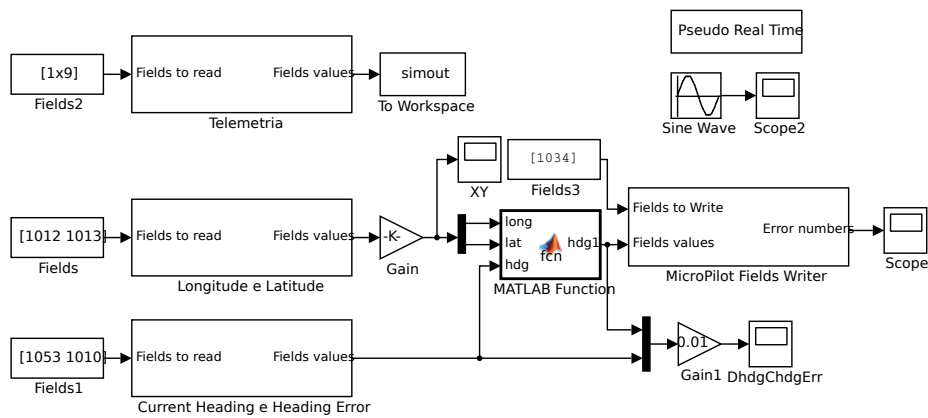 Pseudo Real Time
[1x9]
Fields to read
Fields values
simout
Fields2
Telemetria
To Workspace
Sine Wave
Scope2
XY
[1034]
Fields3
[1012 1013]
Fields to read
Fields values
-K-
Fields
Longitude e Latitude
Gain
long
lat
hdg
hdg1
fcn
MATLAB Function
Fields to Write
Fields values
Error numbers
MicroPilot Fields Writer
Scope
[1053 1010]
Fields to read
Fields values
Fields1
Current Heading e Heading Error
0.01
Gain1
DhdgChdgErr